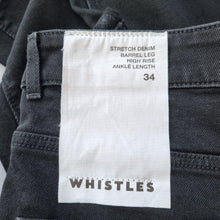 STRETCH DENIM
BARREL LEG
HIGH RISE
ANKLE LENGTH
34
WHISTLES